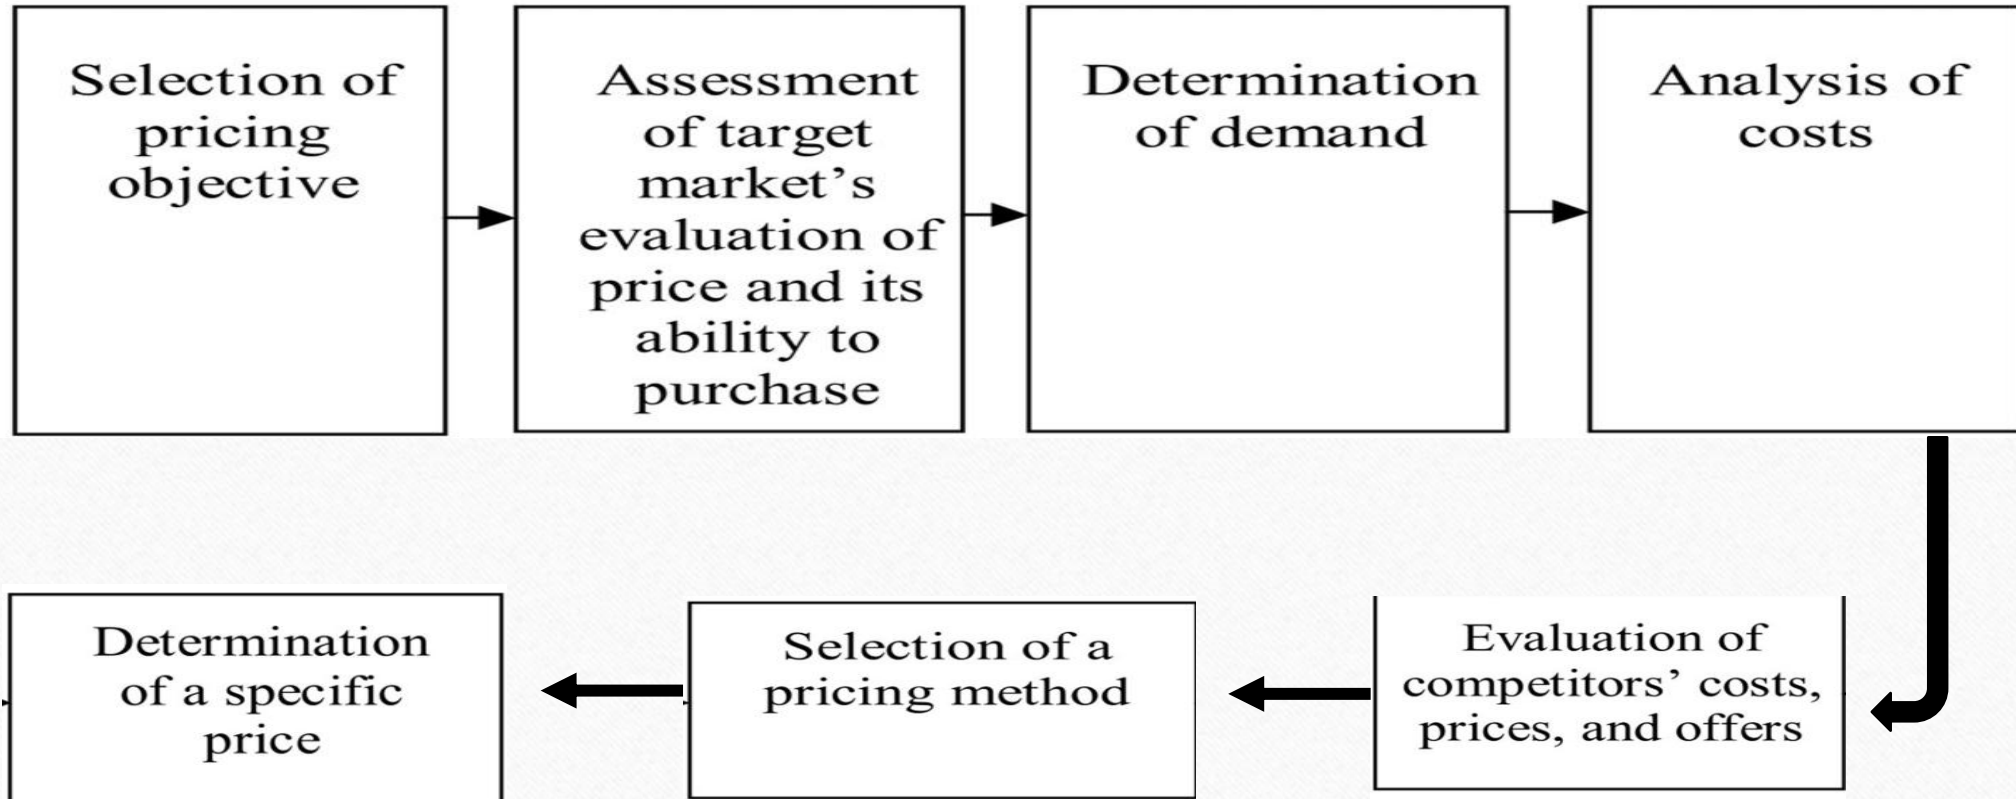 Selection of
pricing
objective
Assessment
of target
market’s
evaluation of
price and its
ability to
purchase
Determination
of demand
Analysis of
costs
Evaluation of
competitors’ costs,
prices, and offers
Selection of a
pricing method
Determination
of a specific
price